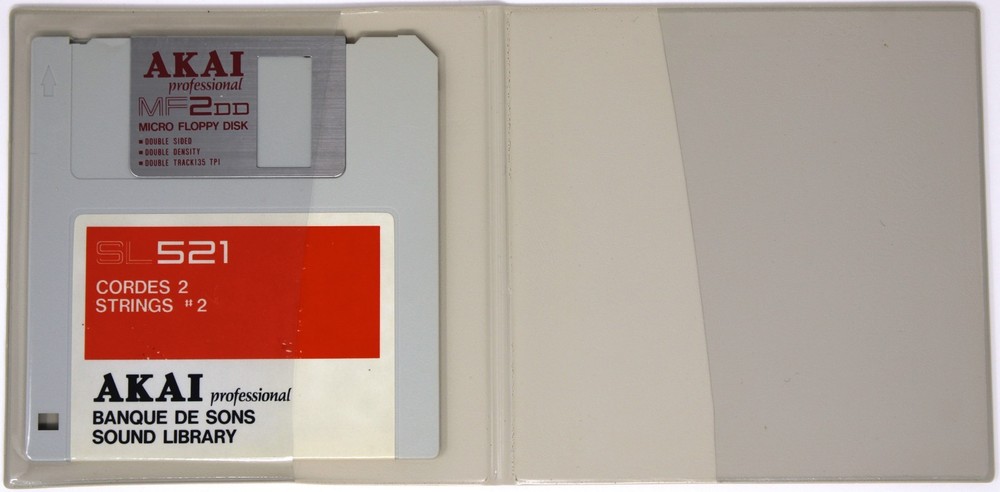 AKAI
professional
MF2DD
MICRO FLOPPY DISK
■ DOUBLE SIDED
■ DOUBLE DENSITY
■ DOUBLE TRACK135 TPI
SL521
CORDES 2
STRINGS #2
AKAI professional
BANQUE DE SONS
SOUND LIBRARY